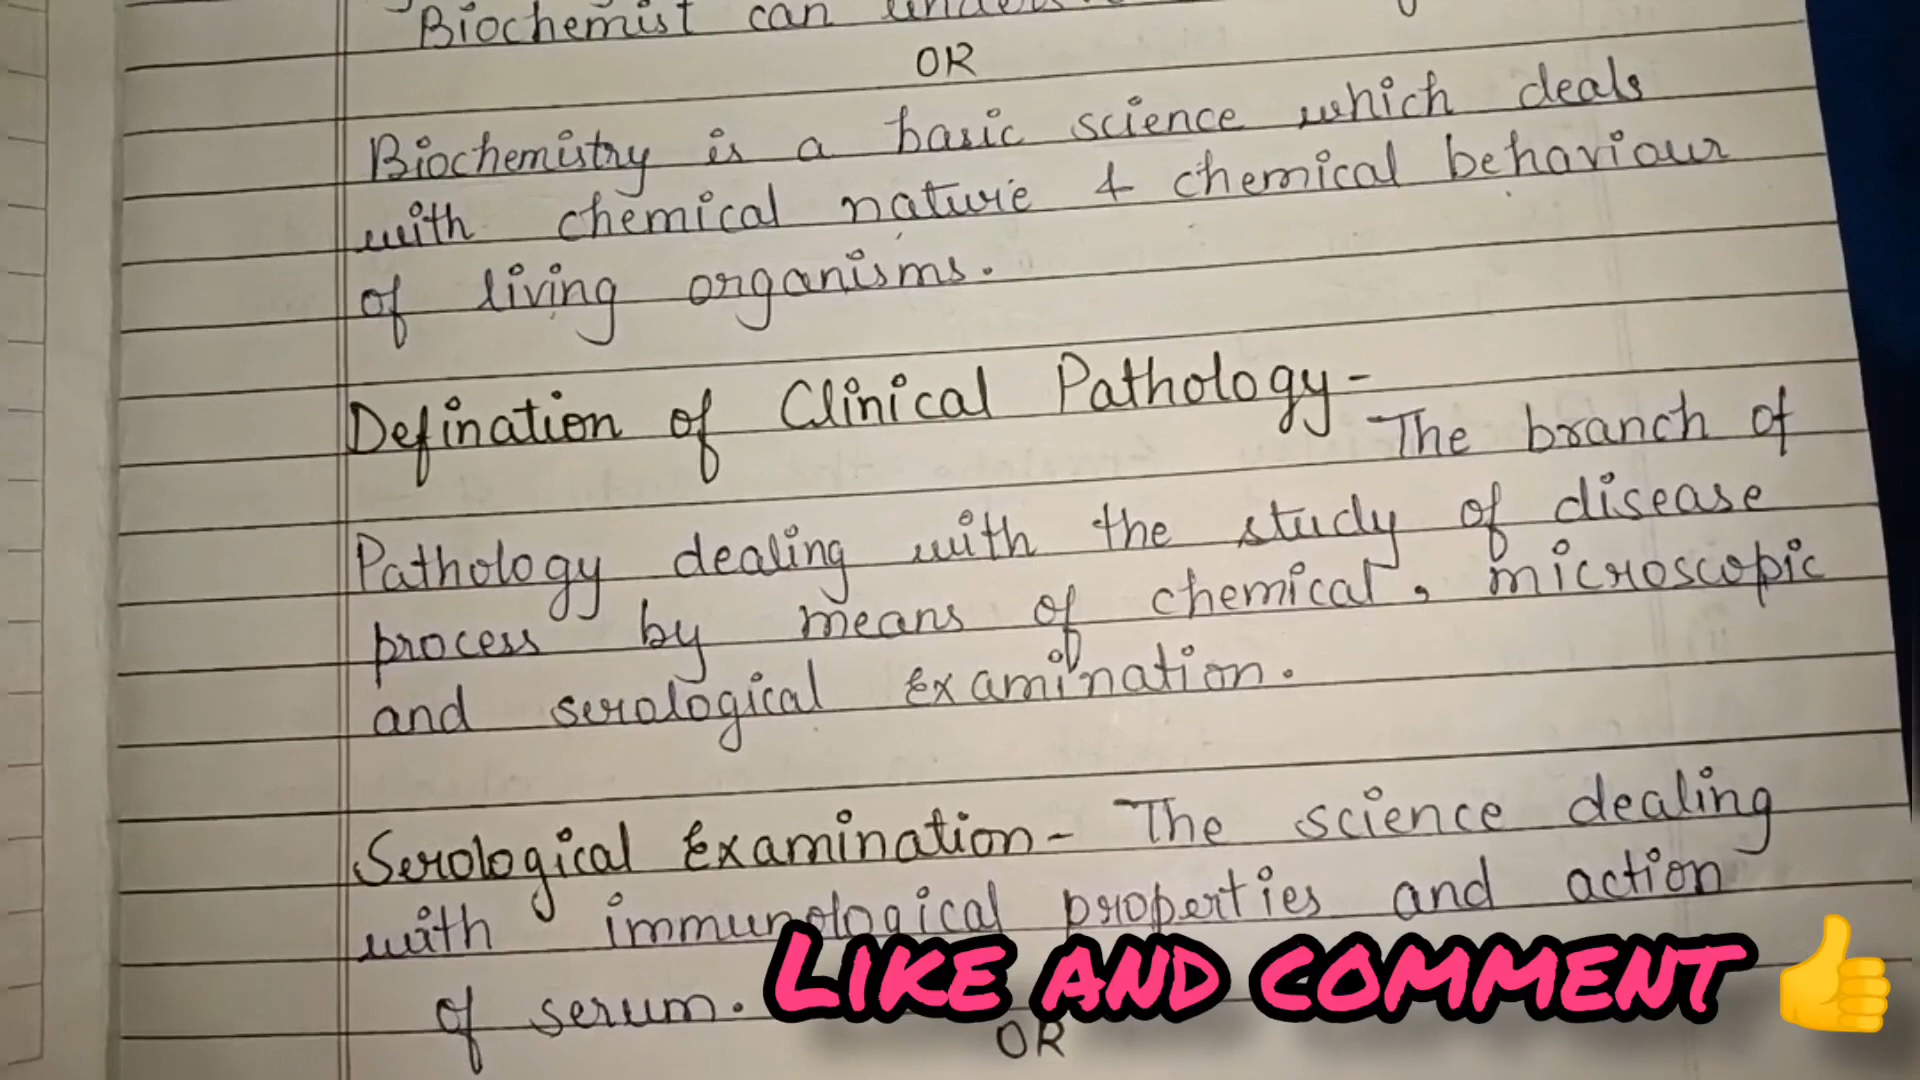 Biochemist can
OR
Biochemistry is a basic science which deals
with chemical nature & chemical behaviour
of living organisms.
Defination of Clinical Pathology-
The branch of
Pathology dealing with the study of disease
process by means of chemical, microscopic
and serological examination.
Serological Examination- The science dealing
with immunological properties and action
of serum.
LIKE AND COMMENT
OR